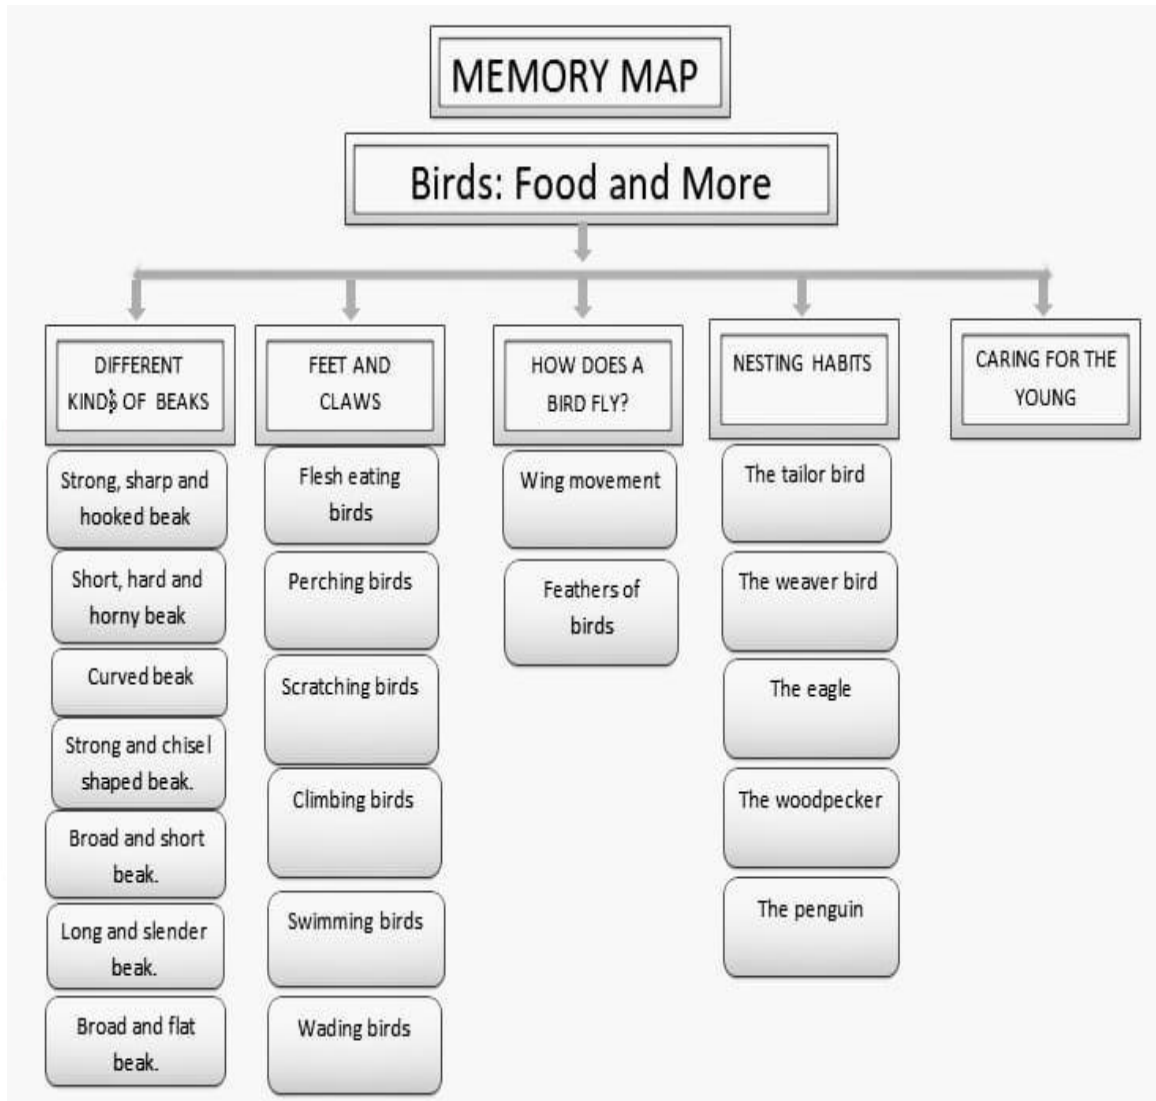 MEMORY MAP
Birds: Food and More
DIFFERENT
KINDS OF BEAKS
Strong, sharp and
hooked beak
Short, hard and
horny beak
Curved beak
Strong and chisel
shaped beak.
Broad and short
beak.
Long and slender
beak.
Broad and flat
beak.
FEET AND
CLAWS
Flesh eating
birds
Perching birds
Scratching birds
Climbing birds
Swimming birds
Wading birds
HOW DOES A
BIRD FLY?
Wing movement
Feathers of
birds
NESTING HABITS
The tailor bird
The weaver bird
The eagle
The woodpecker
The penguin
CARING FOR THE
YOUNG